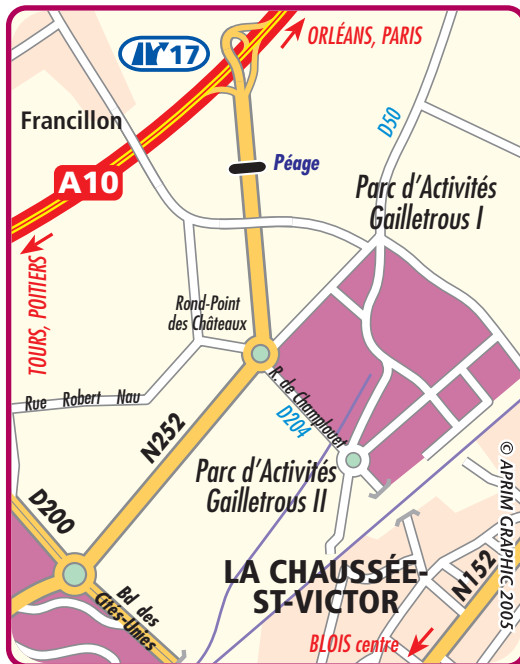 ORLÉANS, PARIS
17
Francillon
D50
Péage
A10
Parc d'Activités
Gailletrous I
TOURS, POITIERS
Rond-Point
des Châteaux
R. de Champlouet
D204
Rue Robert Nau
N252
Parc d'Activités
Gailletrous II
D200
© APRIM GRAPHIC 2005
LA CHAUSSÉE-
ST-VICTOR
N152
Bd des
Cités-Unies
BLOIS centre